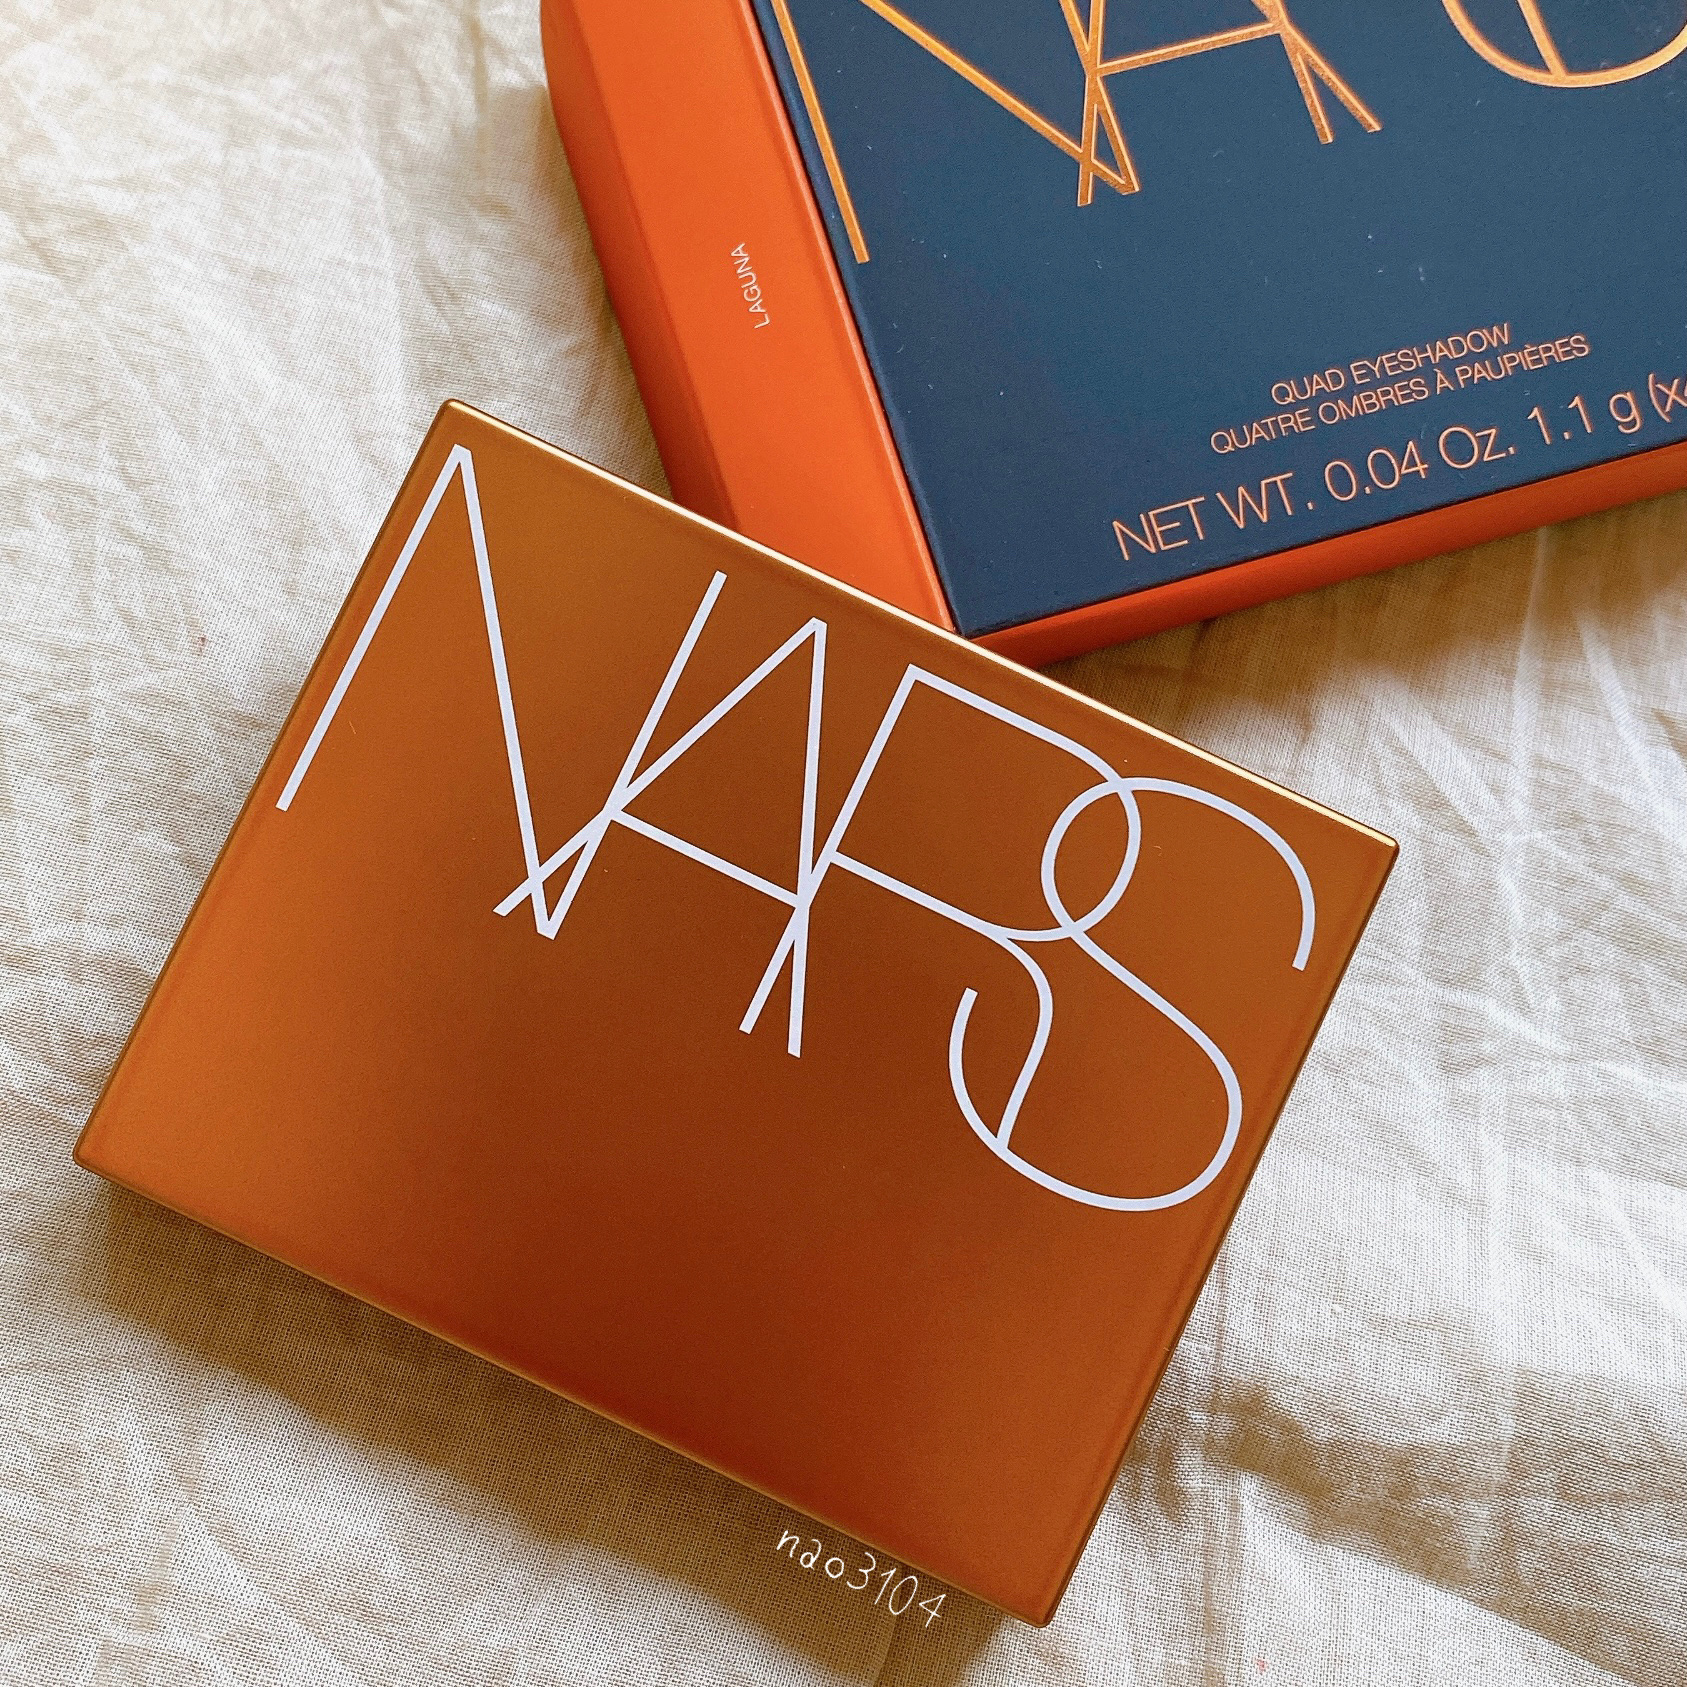 NARS
LAGUNA
QUAD EYESHADOW
QUATRE OMBRES À PAUPIÈRES
NET WT. 0.04 Oz. 1.1 g (x
NARS
nao3104